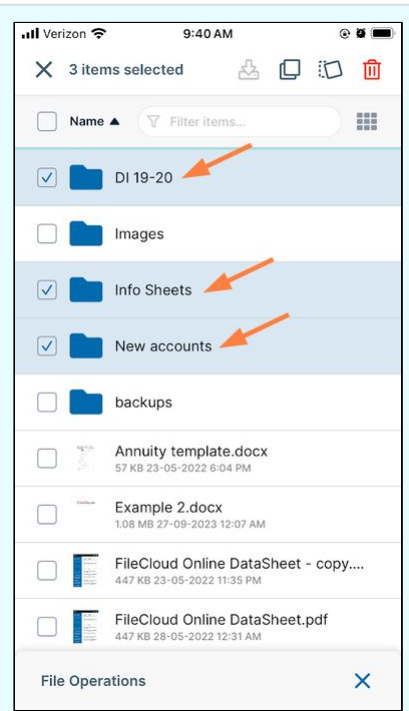 Verizon 9:40 AM
3 items selected
Name Filter items...
DI 19-20
Images
Info Sheets
New accounts
backups
Annuity template.docx
57 KB 23-05-2022 6:04 PM
Example 2.docx
1.08 MB 27-09-2023 12:07 AM
FileCloud Online DataSheet - copy....
447 KB 23-05-2022 11:35 PM
FileCloud Online DataSheet.pdf
447 KB 28-05-2022 12:31 AM
File Operations